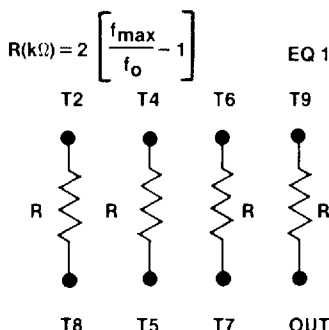 R(kΩ) = 2 [ fmax / fo - 1 ] EQ 1
T2 T4 T6 T9
R R R R
T8 T5 T7 OUT